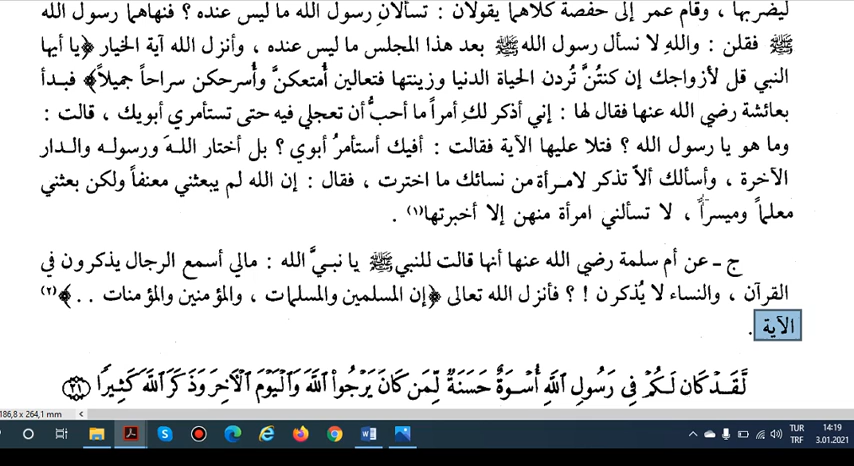 ليضربها ، وقام عمر إلى حفصة كلاهما يقولان : تسألانِ رسول الله ما ليس عنده ؟ فنهاهما رسول الله
ﷺ فقلن : واللهِ لا نسأل رسول الله ﷺ بعد هذا المجلس ما ليس عنده ، وأنزل الله آية الخيار ﴿يا أيها
النبي قل لأزواجك إن كنتُنَّ تُردن الحياة الدنيا وزينتها فتعالين أُمتعكنَّ وأُسرحكن سراحاً جميلاً﴾ فبدأ
بعائشة رضي الله عنها فقال لها : إني أذكر لكِ أمراً ما أحبُّ أن تعجلي فيه حتى تستأمري أبويك ، قالت :
وما هو يا رسول الله ؟ فتلا عليها الآية فقالت : أفيك أستأمرُ أبوي ؟ بل أختار اللهَ ورسوله والدار
الآخرة ، وأسألك ألاّ تذكر لامرأة من نسائك ما اخترت ، فقال : إن الله لم يبعثني معنفاً ولكن بعثني
معلماً وميسراً ، لا تسألني امرأة منهن إلا أخبرتها(١) .
ج ـ عن أم سلمة رضي الله عنها أنها قالت للنبي ﷺ يا نبيَّ الله : مالي أسمع الرجال يذكرون في
القرآن ، والنساء لا يُذكرن ! ؟ فأنزل الله تعالى ﴿إن المسلمين والمسلمات ، والمؤمنين والمؤمنات . .﴾(٢)
الآية .
لَّقَدْ كَانَ لَكُمْ فِى رَسُولِ ٱللَّهِ أُسْوَةٌ حَسَنَةٌ لِّمَن كَانَ يَرْجُوا۟ ٱللَّهَ وَٱلْيَوْمَ ٱلْءَاخِرَ وَذَكَرَ ٱللَّهَ كَثِيرًا ٢١
186,8 x 264,1 mm
TUR 14:19
TRF 3.01.2021